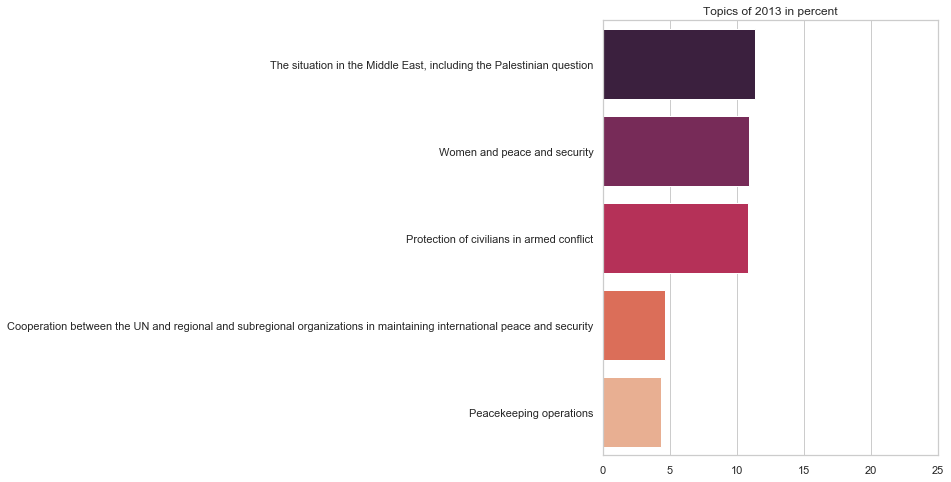 Topics of 2013 in percent
The situation in the Middle East, including the Palestinian question
Women and peace and security
Protection of civilians in armed conflict
Cooperation between the UN and regional and subregional organizations in maintaining international peace and security
Peacekeeping operations
0 5 10 15 20 25